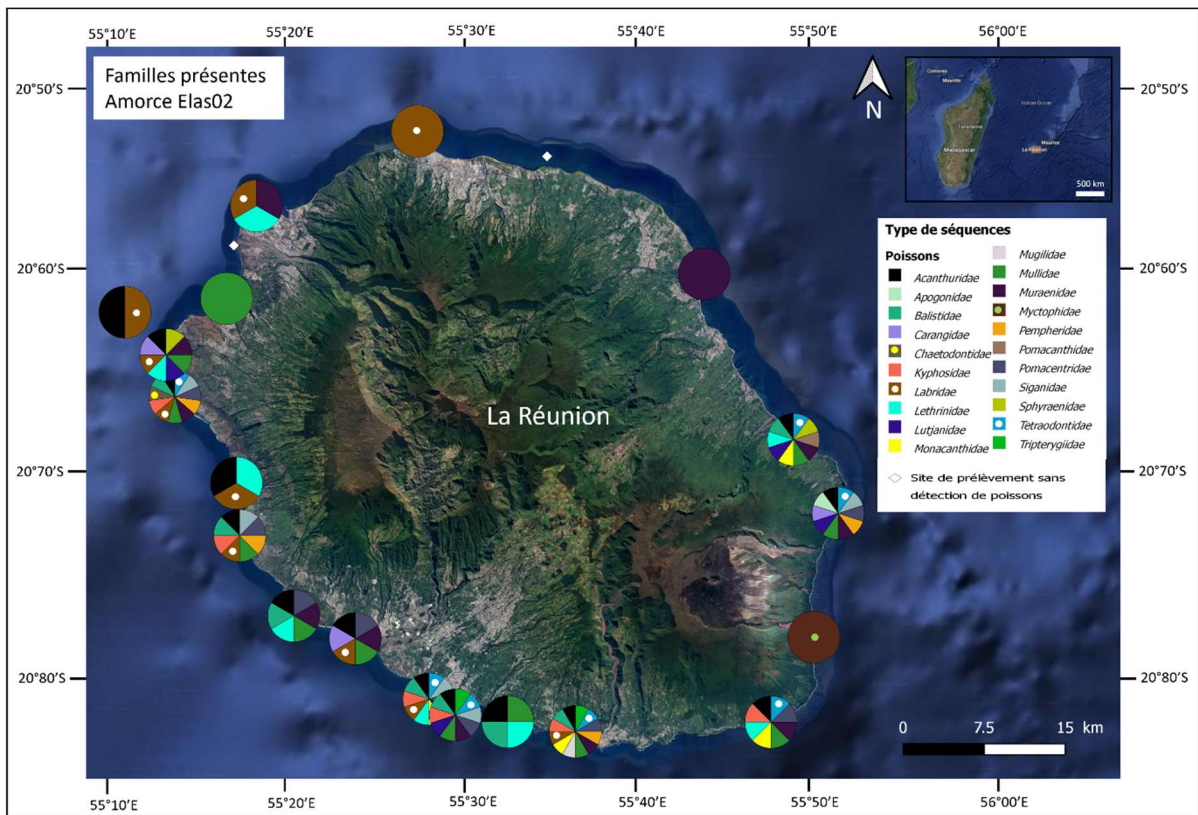 55°10'E 55°20'E 55°30'E 55°40'E 55°50'E 56°00'E
Familles présentes
Amorce Elas02
N
20°50'S
20°50'S
20°60'S
20°60'S
20°70'S
20°70'S
20°80'S
20°80'S
Comores
Mayotte
Indian Ocean
Madagascar
Maurice
La Réunion
500 km
La Réunion
Type de séquences
Poissons
Acanthuridae
Apogonidae
Balistidae
Carangidae
Chaetodontidae
Kyphosidae
Labridae
Lethrinidae
Lutjanidae
Monacanthidae
Mugilidae
Mullidae
Muraenidae
Myctophidae
Pempheridae
Pomacanthidae
Pomacentridae
Siganidae
Sphyraenidae
Tetraodontidae
Tripterygiidae
Site de prélèvement sans
détection de poissons
0 7.5 15 km
55°10'E 55°20'E 55°30'E 55°40'E 55°50'E 56°00'E